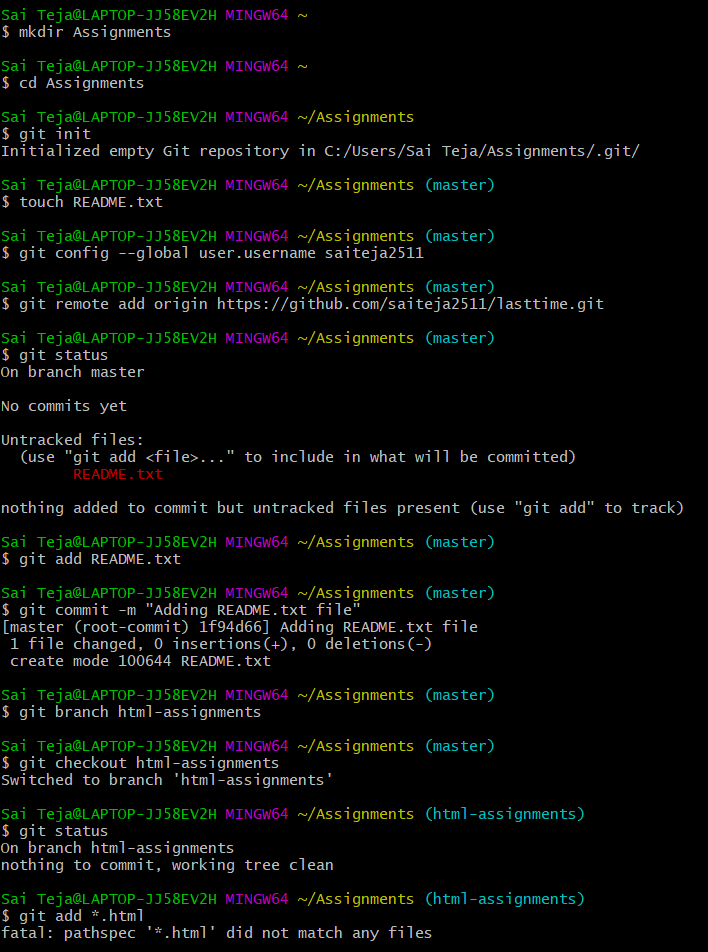 Sai Teja@LAPTOP-JJ58EV2H MINGW64 ~
$ mkdir Assignments
Sai Teja@LAPTOP-JJ58EV2H MINGW64 ~
$ cd Assignments
Sai Teja@LAPTOP-JJ58EV2H MINGW64 ~/Assignments
$ git init
Initialized empty Git repository in C:/Users/Sai Teja/Assignments/.git/
Sai Teja@LAPTOP-JJ58EV2H MINGW64 ~/Assignments (master)
$ touch README.txt
Sai Teja@LAPTOP-JJ58EV2H MINGW64 ~/Assignments (master)
$ git config --global user.username saiteja2511
Sai Teja@LAPTOP-JJ58EV2H MINGW64 ~/Assignments (master)
$ git remote add origin https://github.com/saiteja2511/lasttime.git
Sai Teja@LAPTOP-JJ58EV2H MINGW64 ~/Assignments (master)
$ git status
On branch master
No commits yet
Untracked files:
  (use "git add <file>..." to include in what will be committed)
        README.txt
nothing added to commit but untracked files present (use "git add" to track)
Sai Teja@LAPTOP-JJ58EV2H MINGW64 ~/Assignments (master)
$ git add README.txt
Sai Teja@LAPTOP-JJ58EV2H MINGW64 ~/Assignments (master)
$ git commit -m "Adding README.txt file"
[master (root-commit) 1f94d66] Adding README.txt file
 1 file changed, 0 insertions(+), 0 deletions(-)
 create mode 100644 README.txt
Sai Teja@LAPTOP-JJ58EV2H MINGW64 ~/Assignments (master)
$ git branch html-assignments
Sai Teja@LAPTOP-JJ58EV2H MINGW64 ~/Assignments (master)
$ git checkout html-assignments
Switched to branch 'html-assignments'
Sai Teja@LAPTOP-JJ58EV2H MINGW64 ~/Assignments (html-assignments)
$ git status
On branch html-assignments
nothing to commit, working tree clean
Sai Teja@LAPTOP-JJ58EV2H MINGW64 ~/Assignments (html-assignments)
$ git add *.html
fatal: pathspec '*.html' did not match any files